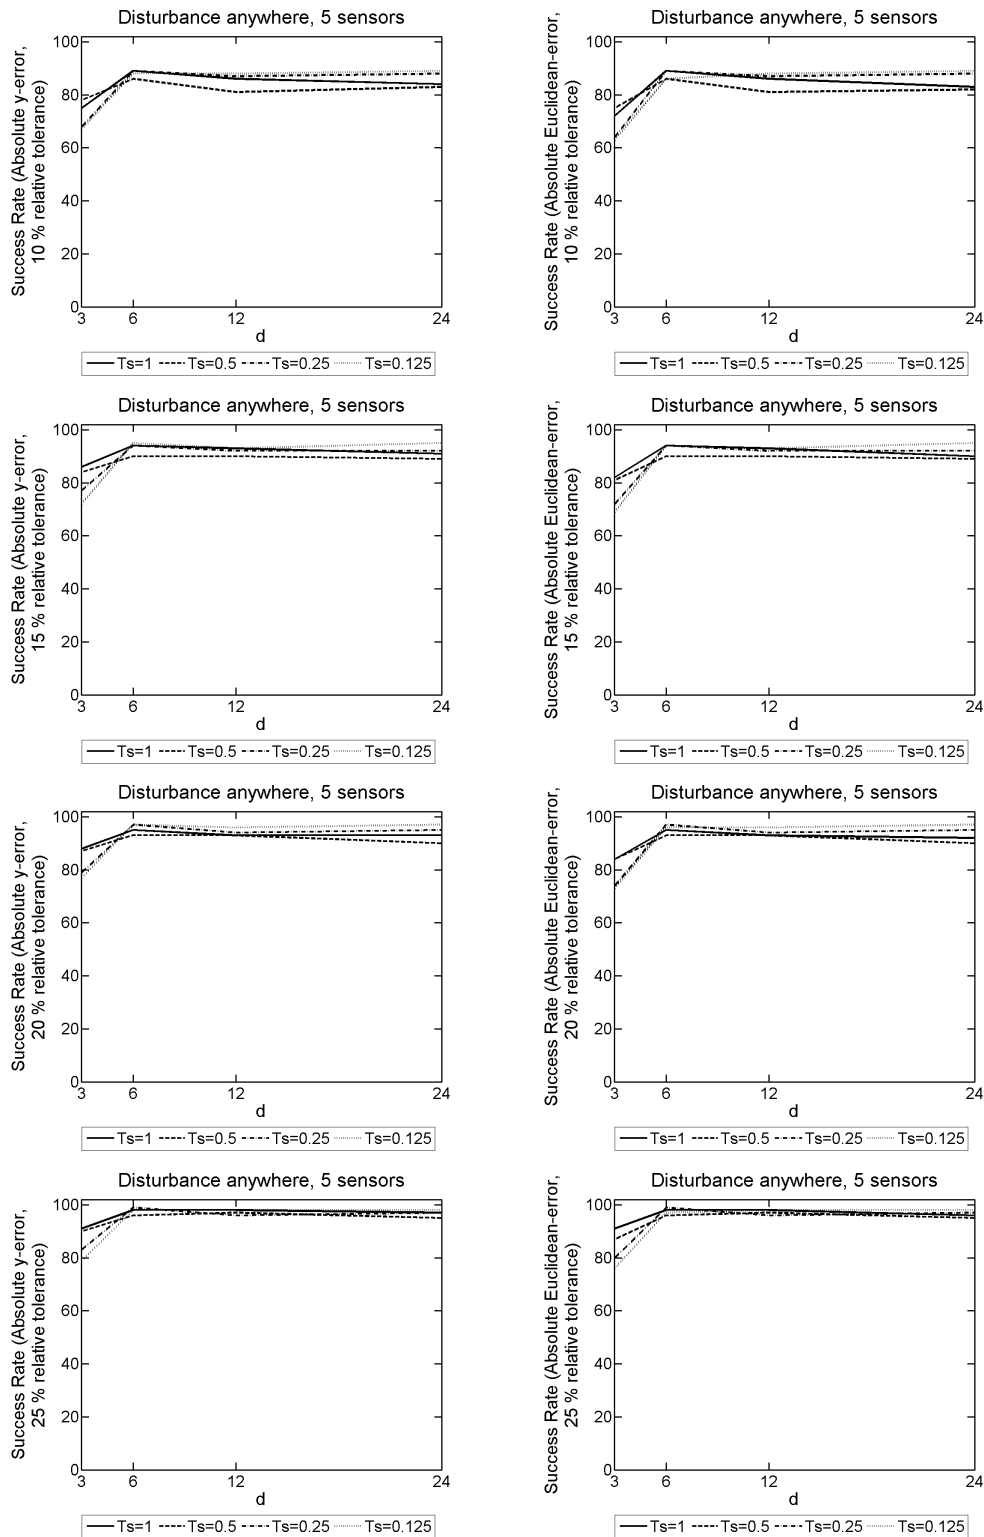 Disturbance anywhere, 5 sensors
Success Rate (Absolute y-error,
10 % relative tolerance)
100
80
60
40
20
0
3 6 12 24
d
Ts=1 Ts=0.5 Ts=0.25 Ts=0.125
Disturbance anywhere, 5 sensors
Success Rate (Absolute Euclidean-error,
10 % relative tolerance)
100
80
60
40
20
0
3 6 12 24
d
Ts=1 Ts=0.5 Ts=0.25 Ts=0.125
Disturbance anywhere, 5 sensors
Success Rate (Absolute y-error,
15 % relative tolerance)
100
80
60
40
20
0
3 6 12 24
d
Ts=1 Ts=0.5 Ts=0.25 Ts=0.125
Disturbance anywhere, 5 sensors
Success Rate (Absolute Euclidean-error,
15 % relative tolerance)
100
80
60
40
20
0
3 6 12 24
d
Ts=1 Ts=0.5 Ts=0.25 Ts=0.125
Disturbance anywhere, 5 sensors
Success Rate (Absolute y-error,
20 % relative tolerance)
100
80
60
40
20
0
3 6 12 24
d
Ts=1 Ts=0.5 Ts=0.25 Ts=0.125
Disturbance anywhere, 5 sensors
Success Rate (Absolute Euclidean-error,
20 % relative tolerance)
100
80
60
40
20
0
3 6 12 24
d
Ts=1 Ts=0.5 Ts=0.25 Ts=0.125
Disturbance anywhere, 5 sensors
Success Rate (Absolute y-error,
25 % relative tolerance)
100
80
60
40
20
0
3 6 12 24
d
Ts=1 Ts=0.5 Ts=0.25 Ts=0.125
Disturbance anywhere, 5 sensors
Success Rate (Absolute Euclidean-error,
25 % relative tolerance)
100
80
60
40
20
0
3 6 12 24
d
Ts=1 Ts=0.5 Ts=0.25 Ts=0.125